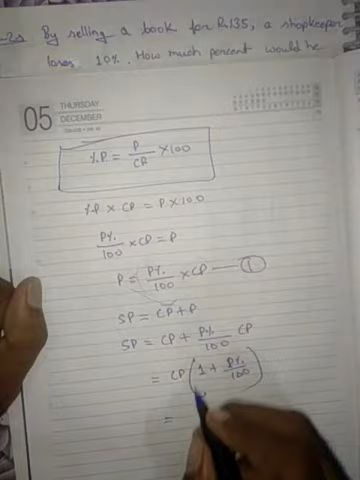 By selling a book for Rs135, a shopkeeper
loses 10%. How much percent would he
05 THURSDAY
DECEMBER
%P = P/CP × 100
%P × CP = P × 100
P%/100 × CP = P
P = P%/100 × CP — ①
SP = CP + P
SP = CP + P%/100 CP
= CP (1 + P%/100)
=